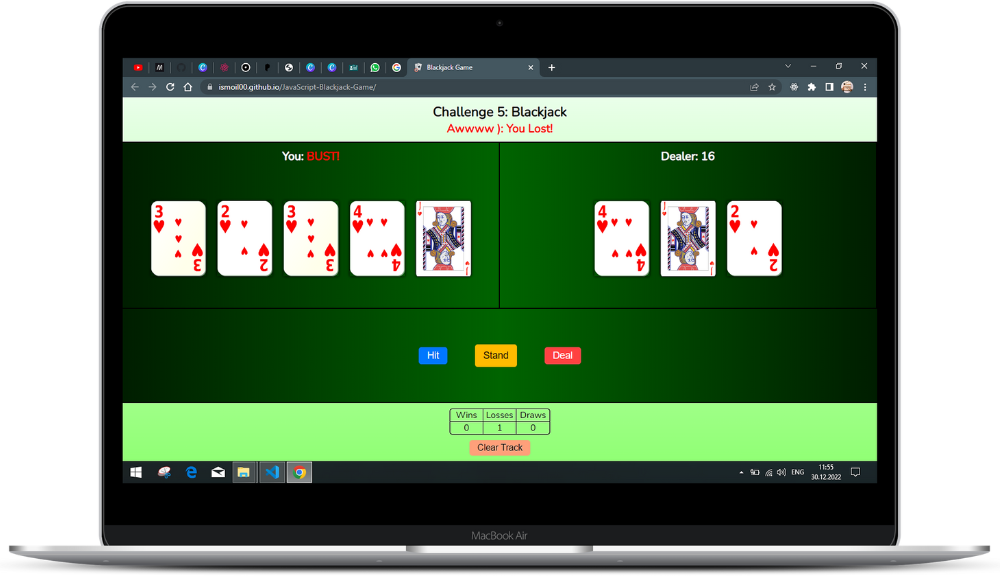 Blackjack Game
ismoil00.github.io/JavaScript-Blackjack-Game/
Challenge 5: Blackjack
Awwww ): You Lost!
You: BUST!
Dealer: 16
3 2 3 4 J
3 2 3 4 J
4 J 2
4 J 2
Hit Stand Deal
Wins Losses Draws
0 1 0
Clear Track
ENG
11:55
30.12.2022
MacBook Air